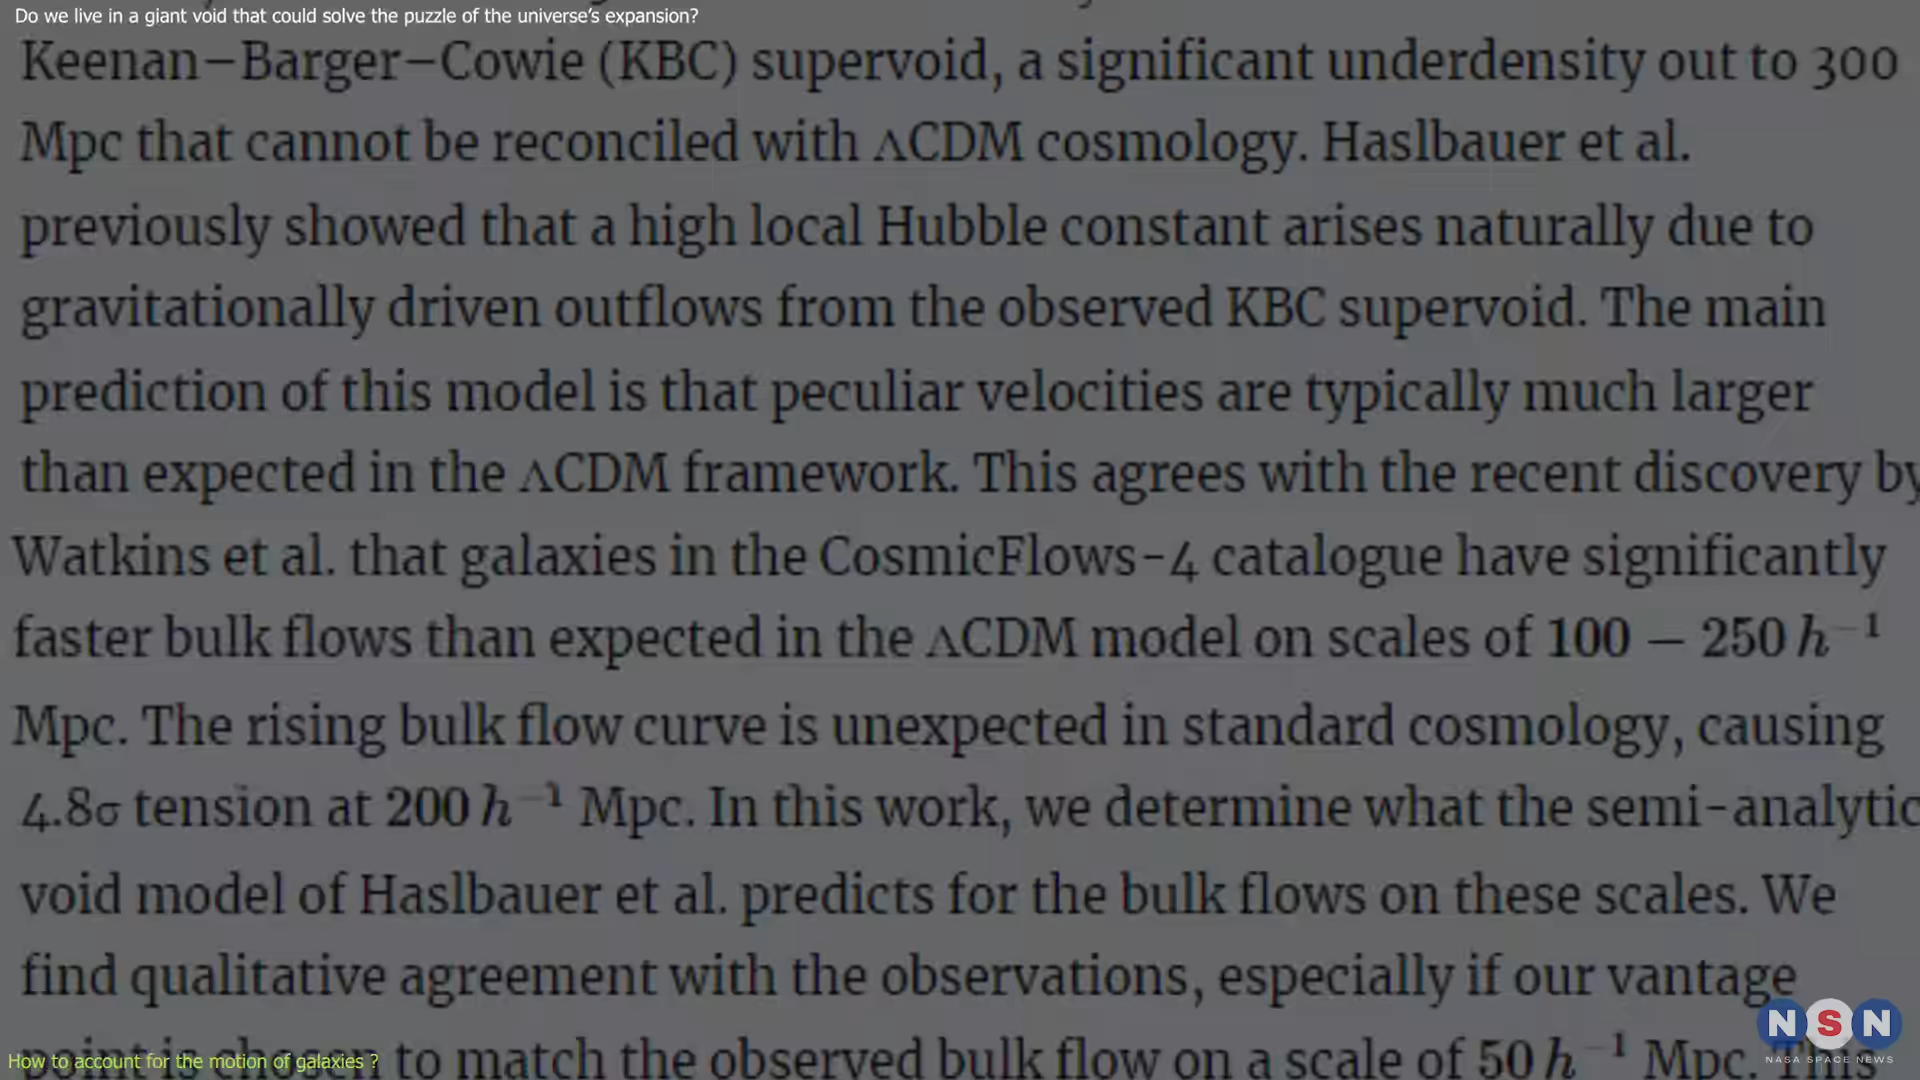 Do we live in a giant void that could solve the puzzle of the universe's expansion?
Keenan–Barger–Cowie (KBC) supervoid, a significant underdensity out to 300
Mpc that cannot be reconciled with ΛCDM cosmology. Haslbauer et al.
previously showed that a high local Hubble constant arises naturally due to
gravitationally driven outflows from the observed KBC supervoid. The main
prediction of this model is that peculiar velocities are typically much larger
than expected in the ΛCDM framework. This agrees with the recent discovery by
Watkins et al. that galaxies in the CosmicFlows-4 catalogue have significantly
faster bulk flows than expected in the ΛCDM model on scales of 100 – 250 h⁻¹
Mpc. The rising bulk flow curve is unexpected in standard cosmology, causing
4.8σ tension at 200 h⁻¹ Mpc. In this work, we determine what the semi-analytic
void model of Haslbauer et al. predicts for the bulk flows on these scales. We
find qualitative agreement with the observations, especially if our vantage
point is chosen to match the observed bulk flow on a scale of 50 h⁻¹ Mpc. This
How to account for the motion of galaxies ?
NSN
NASA SPACE NEWS